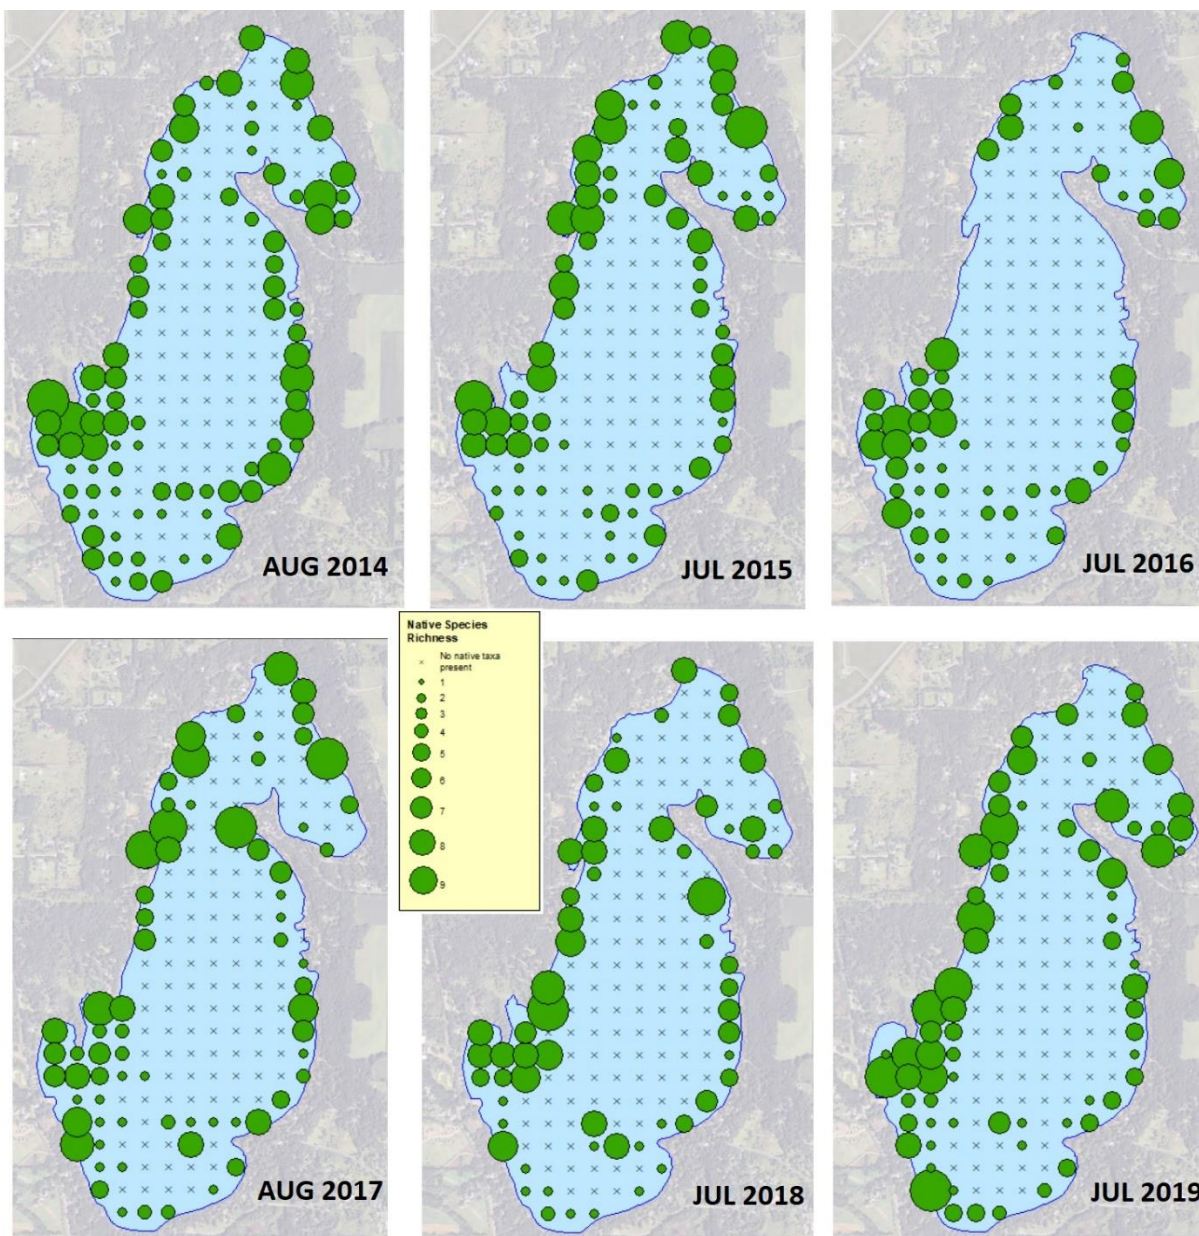 AUG 2014
JUL 2015
JUL 2016
Native Species
Richness
No native taxa
present
1
2
3
4
5
6
7
8
9
AUG 2017
JUL 2018
JUL 2019